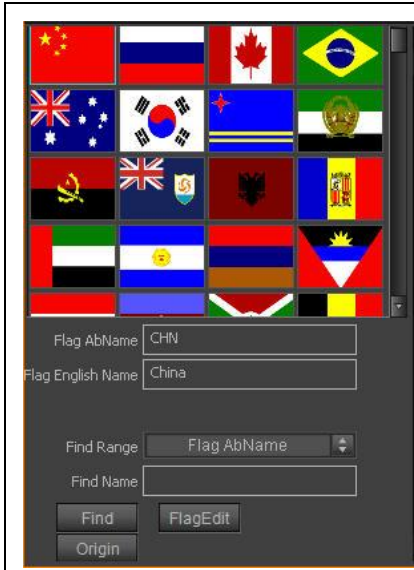 Flag AbName CHN
Flag English Name China
Find Range Flag AbName
Find Name
Find FlagEdit
Origin